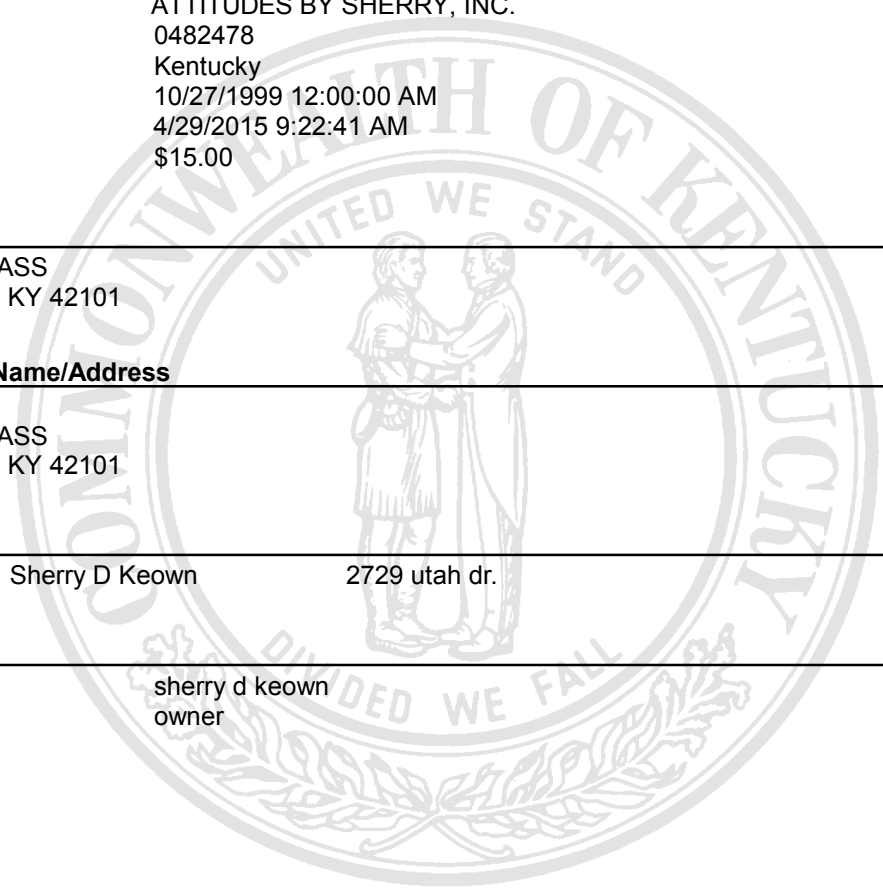 ATTITUDES BY SHERRY, INC.
0482478
Kentucky
10/27/1999 12:00:00 AM
4/29/2015 9:22:41 AM
$15.00
ASS
KY 42101
Name/Address
ASS
KY 42101
Sherry D Keown 2729 utah dr.
sherry d keown
owner
COMMONWEALTH OF KENTUCKY
UNITED WE STAND
DIVIDED WE FALL